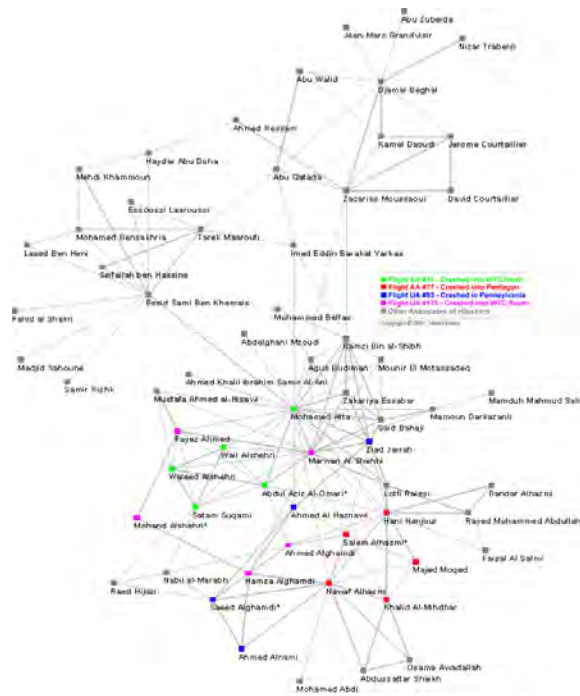 Abu Zubeida
Jean-Marc Grandvisir
Nizar Trabelsi
Abu Walid
Djamal Beghal
Ahmed Ressam
Kamel Daoudi
Jerome Courtaillier
Haydar Abu Doha
Mehdi Khammoun
Abu Qatada
Zacarias Moussaoui
David Courtaillier
Essoussi Laaroussi
Mohamed Bensakhria
Tarek Maaroufi
Lased Ben Heni
Imed Eddin Barakat Yarkas
Seifallah ben Hassine
Essid Sami Ben Khemais
Flight AA #11 - Crashed into WTC North
Flight AA #77 - Crashed into Pentagon
Flight UA #93 - Crashed in Pennsylvania
Flight UA #175 - Crashed into WTC South
Other Associates of Hijackers
Fahid al Shakri
Muhammed Belfas
Abdelghani Mzoud
Ramzi Bin al-Shibh
Madjid Sahoune
Agus Budiman
Mounir El Motassadeq
Samir Kishk
Ahmed Khalil Ibrahim Samir Al-Ani
Mustafa Ahmed al-Hisawi
Zakariya Essabar
Mamduh Mahmud Sali
Mohamed Atta
Mamoun Darkazanli
Said Bahaji
Fayez Ahmed
Ziad Jarrah
Wail Alshehri
Marwan Al-Shehhi
Waleed Alshehri
Abdul Aziz Al-Omari*
Lotfi Raissi
Bandar Alhazmi
Satam Suqami
Ahmed Al Haznawi
Hani Hanjour
Rayed Mohammed Abdullah
Mohand Alshehri*
Salem Alhazmi*
Ahmed Alghamdi
Faisal Al Salmi
Majed Moqed
Nabil al-Marabh
Hamza Alghamdi
Raed Hijazi
Nawaf Alhazmi
Khalid Al-Mihdhar
Saeed Alghamdi*
Ahmed Alnami
Osama Awadallah
Abdussattar Shaikh
Mohamed Abdi